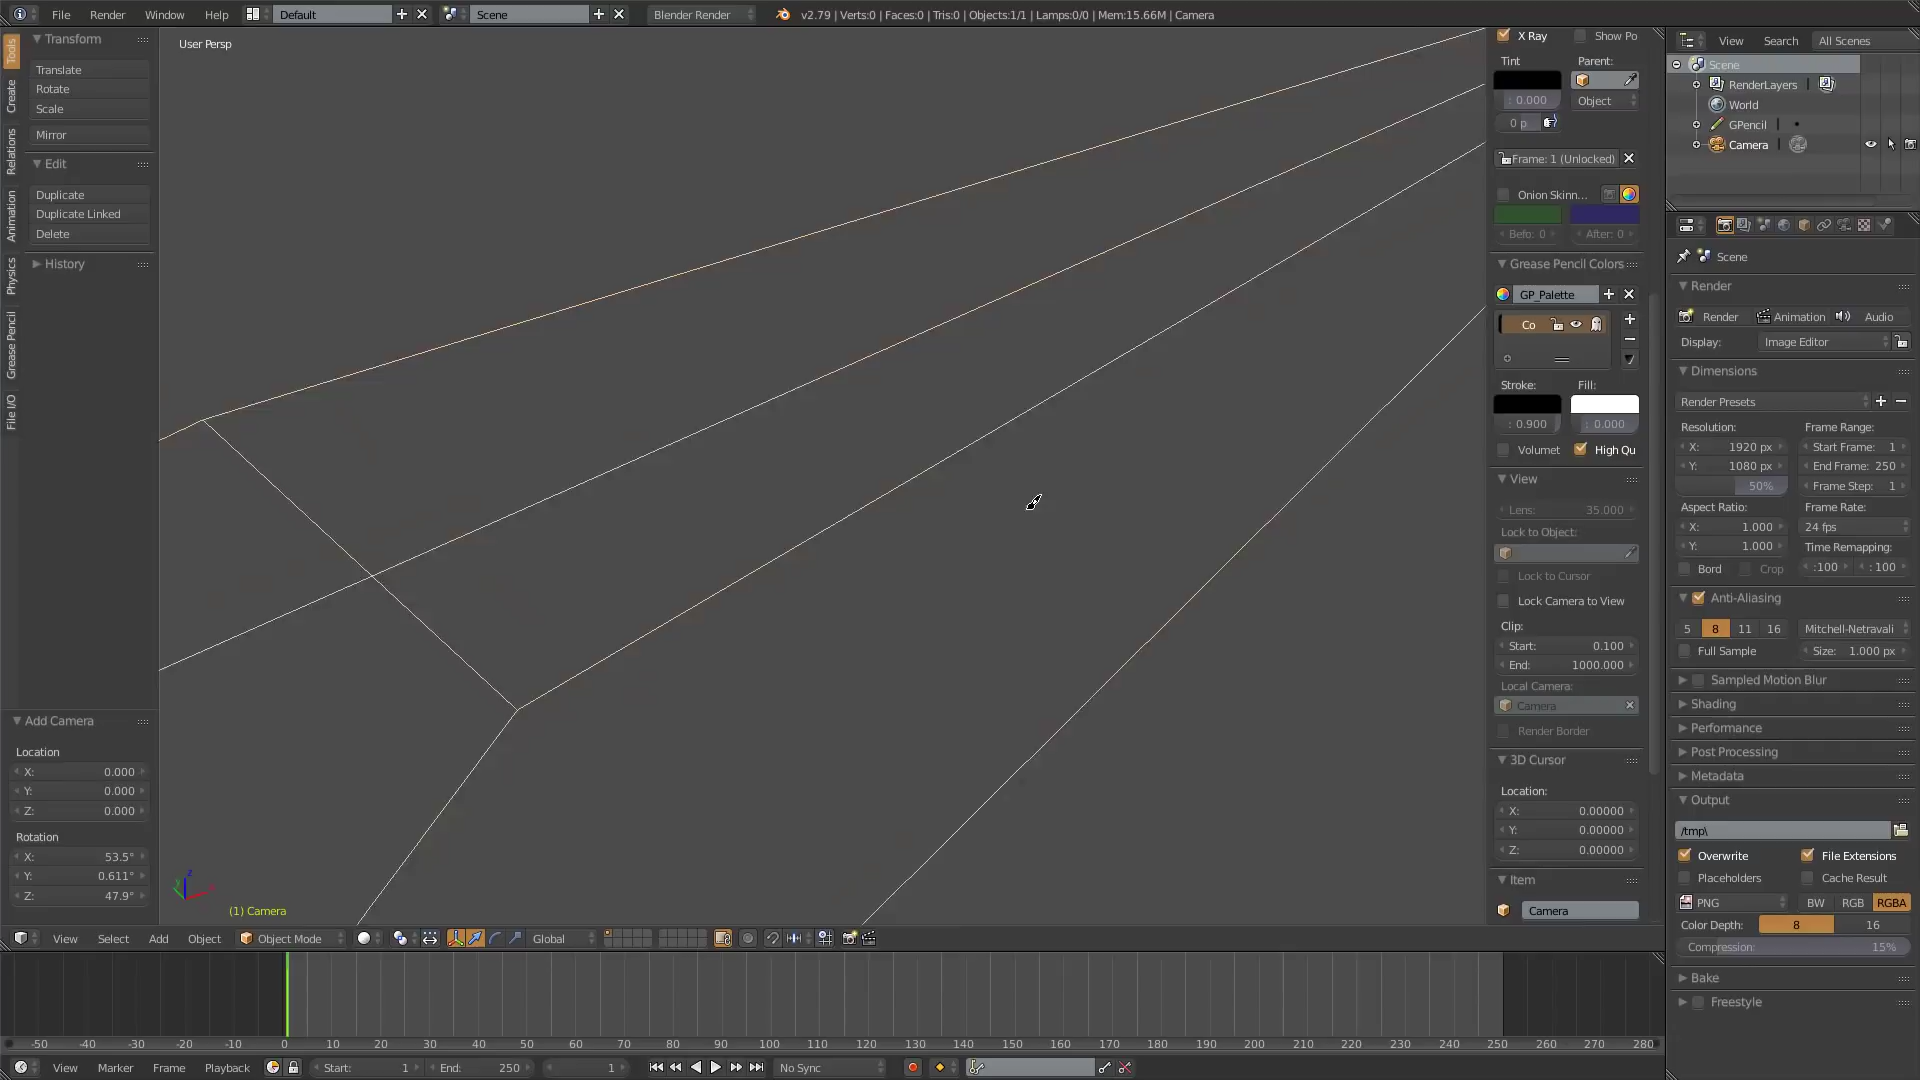 File Render Window Help Default Scene Blender Render v2.79 | Verts:0 | Faces:0 | Tris:0 | Objects:1/1 | Lamps:0/0 | Mem:15.66M | Camera
Tools
Create
Relations
Animation
Physics
Grease Pencil
File I/O
Transform
Translate
Rotate
Scale
Mirror
Edit
Duplicate
Duplicate Linked
Delete
History
Add Camera
Location
X: 0.000
Y: 0.000
Z: 0.000
Rotation
X: 53.5°
Y: 0.611°
Z: 47.9°
User Persp
(1) Camera
X Ray Show Po
Tint Parent:
: 0.000 Object
0 p
Frame: 1 (Unlocked)
Onion Skinn...
Befo: 0 After: 0
Grease Pencil Colors
GP_Palette
Co
Stroke: Fill:
: 0.900 : 0.000
Volumet High Qu
View
Lens: 35.000
Lock to Object:
Lock to Cursor
Lock Camera to View
Clip:
Start: 0.100
End: 1000.000
Local Camera:
Camera
Render Border
3D Cursor
Location:
X: 0.00000
Y: 0.00000
Z: 0.00000
Item
Camera
View Search All Scenes
Scene
RenderLayers
World
GPencil
Camera
Scene
Render
Render Animation Audio
Display: Image Editor
Dimensions
Render Presets
Resolution: Frame Range:
X: 1920 px Start Frame: 1
Y: 1080 px End Frame: 250
50% Frame Step: 1
Aspect Ratio: Frame Rate:
X: 1.000 24 fps
Y: 1.000 Time Remapping:
Bord Crop :100 : 100
Anti-Aliasing
5 8 11 16 Mitchell-Netravali
Full Sample Size: 1.000 px
Sampled Motion Blur
Shading
Performance
Post Processing
Metadata
Output
/tmp\
Overwrite File Extensions
Placeholders Cache Result
PNG BW RGB RGBA
Color Depth: 8 16
Compression: 15%
Bake
Freestyle
View Select Add Object Object Mode Global
-50 -40 -30 -20 -10 0 10 20 30 40 50 60 70 80 90 100 110 120 130 140 150 160 170 180 190 200 210 220 230 240 250 260 270 280
View Marker Frame Playback Start: 1 End: 250 1 No Sync